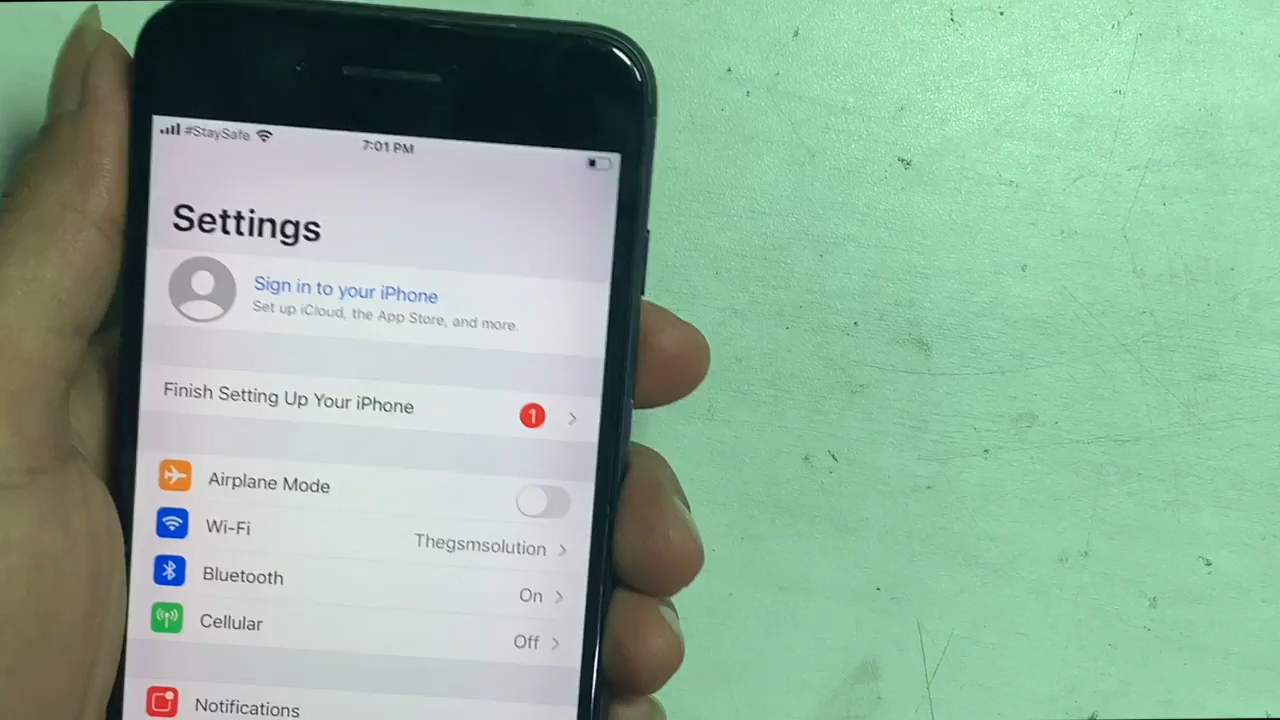 #StaySafe
7:01 PM
Settings
Sign in to your iPhone
Set up iCloud, the App Store, and more.
Finish Setting Up Your iPhone 1
Airplane Mode
Wi-Fi Thegsmsolution
Bluetooth On
Cellular Off
Notifications